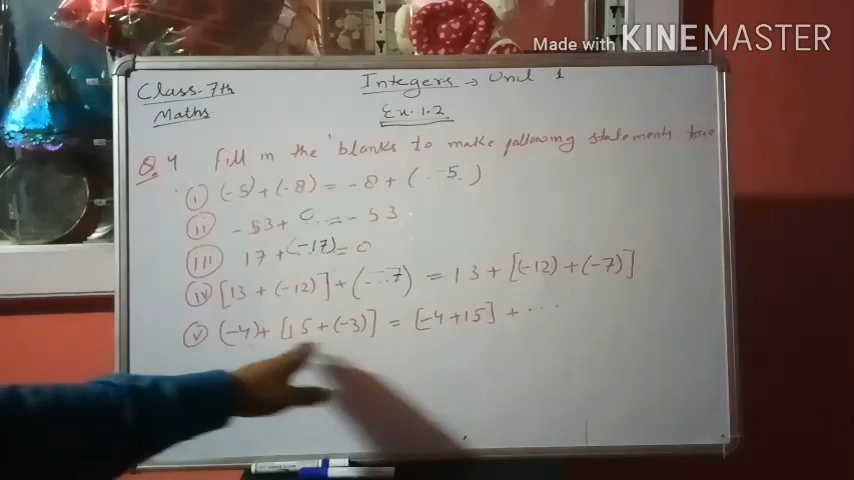 Made with KINEMASTER
Class-7th Integers → Unit 1
Maths Ex.1.2
Q.4 Fill in the blanks to make following statements true
(i) (-5)+(-8) = -8 + (..-5..)
(ii) -53+ 0 = -53
(iii) 17+(-17)=0
(iv) [13 + (-12)] + (-..7) = 13 + [(-12) + (-7)]
(v) (-4)+ [15 + (-3)] = [-4+15] + ...